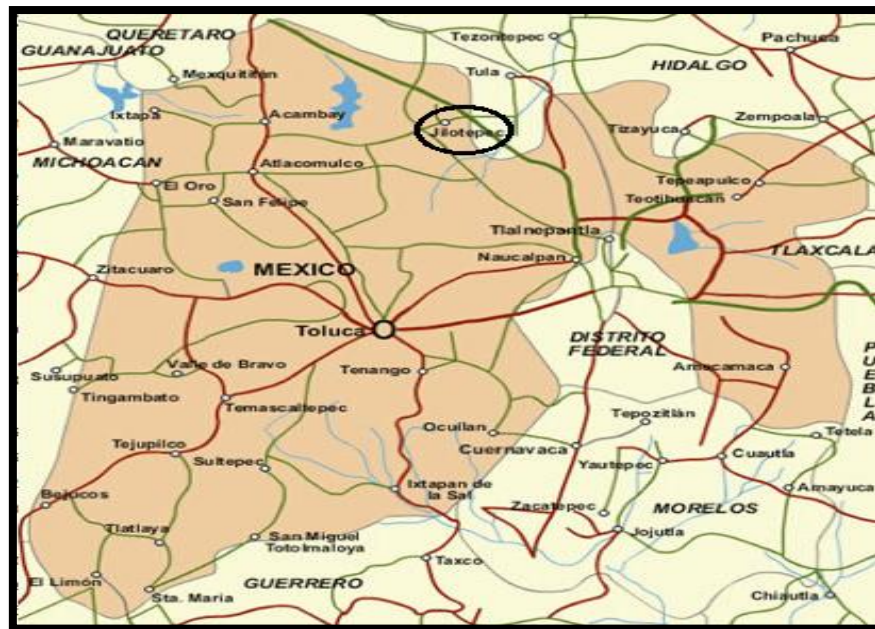 QUERETARO
GUANAJUATO
Mexquititlán
Tezontepec
Pachuca
HIDALGO
Tula
Ixtapa
Acambay
Jilotepec
Tizayuca
Zempoala
Maravatio
MICHOACAN
Atlacomulco
El Oro
San Felipe
Tepeapulco
Teotihuacán
Tlalnepantla
Naucalpan
TLAXCALA
Zitacuaro
MEXICO
Toluca
DISTRITO
FEDERAL
PUEBLA
Susupuato
Valle de Bravo
Tenango
Amecamaca
Tingambato
Temascaltepec
Tepoztlán
Ocuilan
Tetela
Tejupilco
Cuernavaca
Cuautla
Sultepec
Yautepec
Bejucos
Ixtapan de
la Sal
Amayuca
Zacatepec
MORELOS
Tlatlaya
San Miguel
Totolmaloya
Jojutla
Taxco
El Limón
GUERRERO
Sta. Maria
Chiautla